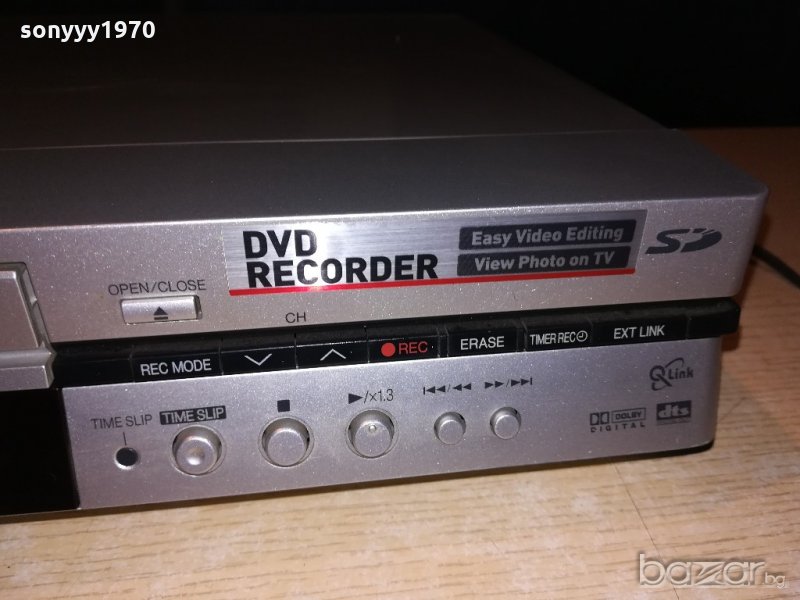 sonyyy1970
DVD
RECORDER
Easy Video Editing
View Photo on TV
SD
OPEN/CLOSE
CH
REC MODE
REC
ERASE
TIMER REC
EXT LINK
TIME SLIP
TIME SLIP
/x1.3
Q Link
DOLBY
DIGITAL
dts
bazar.bg